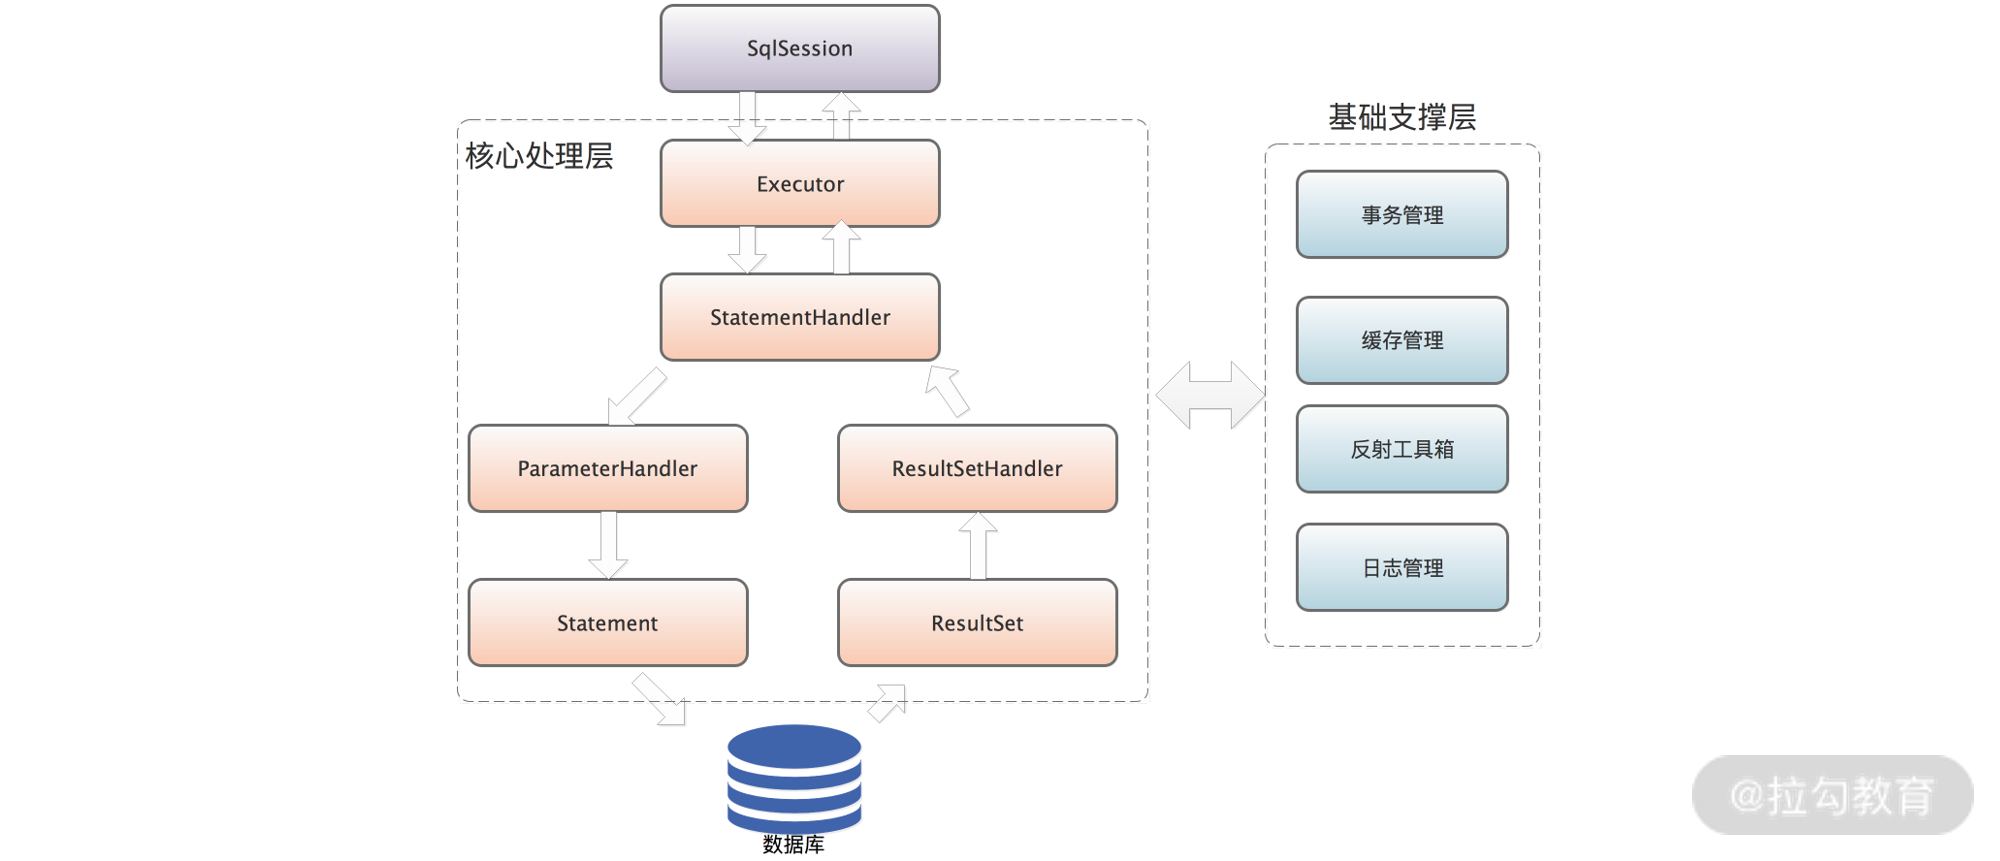 SqlSession
核心处理层
Executor
StatementHandler
ParameterHandler
ResultSetHandler
Statement
ResultSet
数据库
基础支撑层
事务管理
缓存管理
反射工具箱
日志管理
@拉勾教育